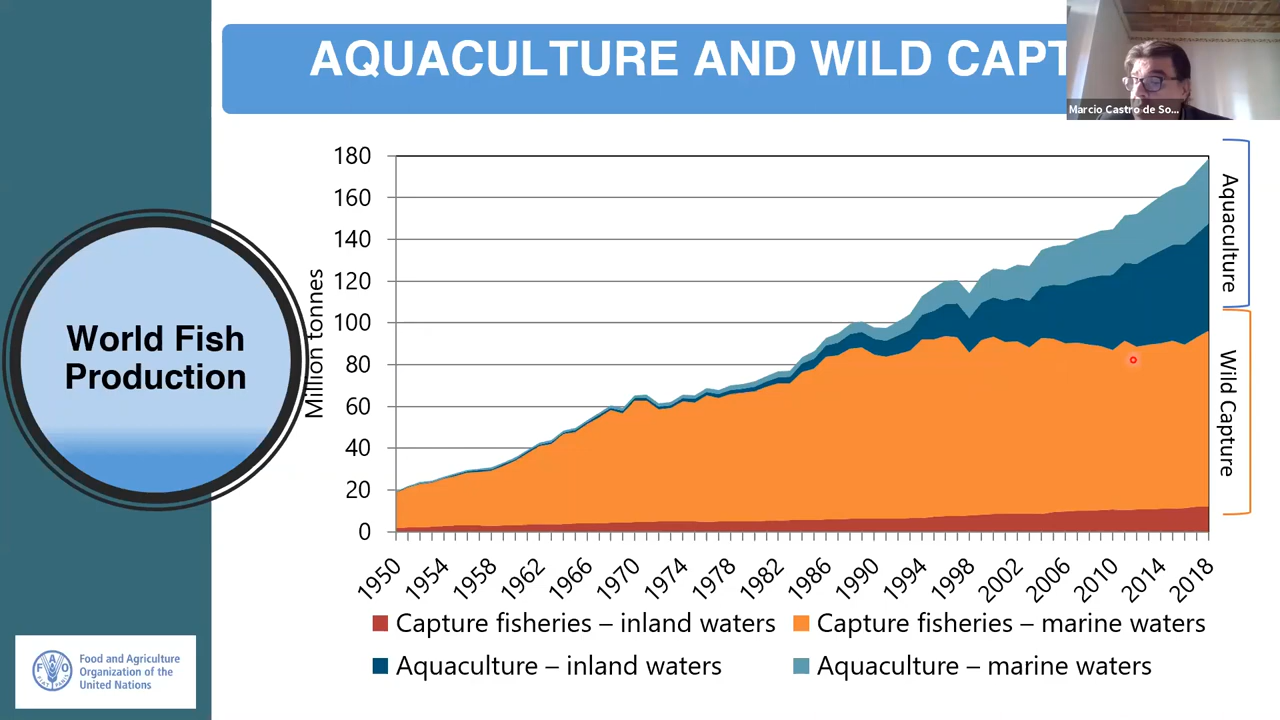 AQUACULTURE AND WILD CAPT
Marcio Castro de So...
World Fish
Production
Million tonnes
180
160
140
120
100
80
60
40
20
0
1950
1954
1958
1962
1966
1970
1974
1978
1982
1986
1990
1994
1998
2002
2006
2010
2014
2018
Aquaculture
Wild Capture
Capture fisheries – inland waters
Capture fisheries – marine waters
Aquaculture – inland waters
Aquaculture – marine waters
Food and Agriculture
Organization of the
United Nations